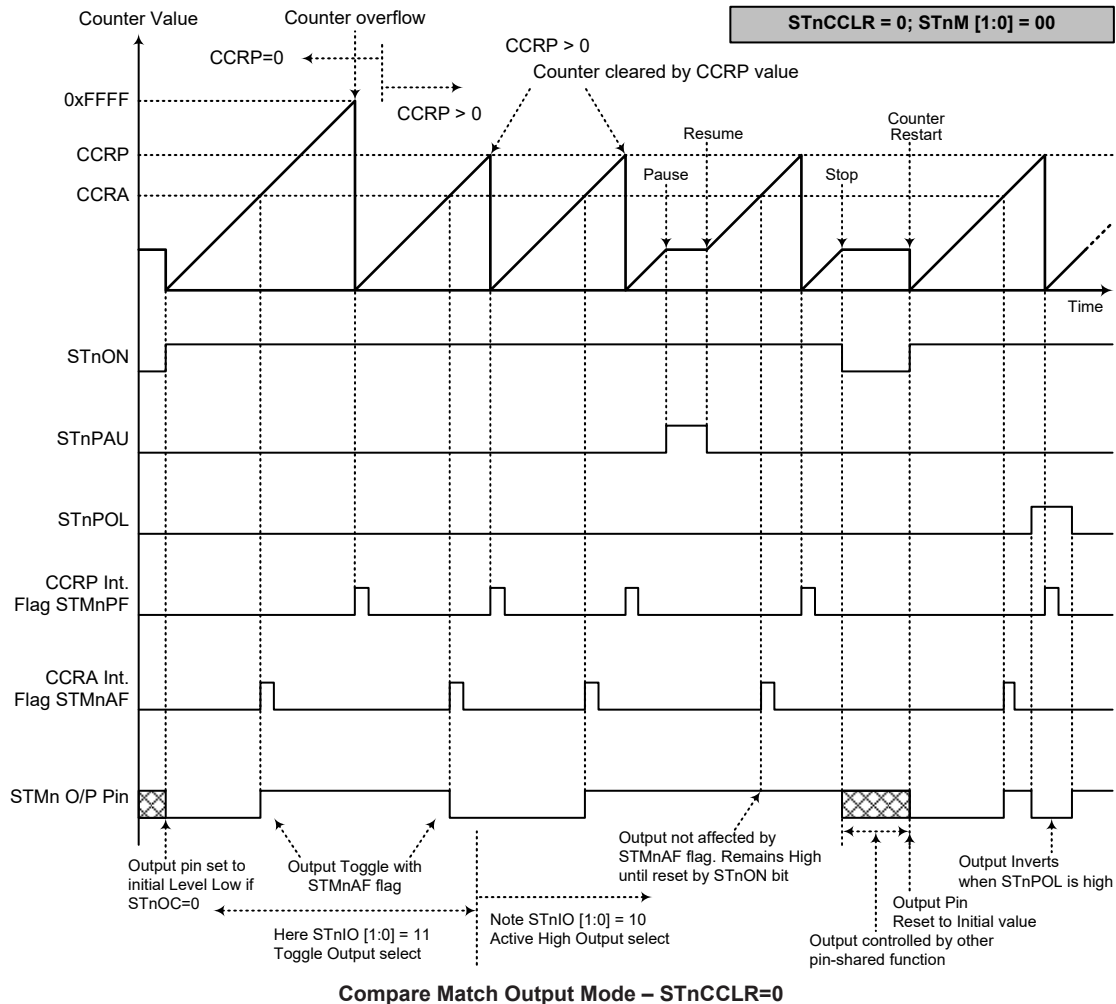 Counter Value
Counter overflow
STnCCLR = 0; STnM [1:0] = 00
CCRP=0
CCRP > 0
CCRP > 0
Counter cleared by CCRP value
0xFFFF
CCRP
CCRA
Pause
Resume
Stop
Counter
Restart
Time
STnON
STnPAU
STnPOL
CCRP Int.
Flag STMnPF
CCRA Int.
Flag STMnAF
STMn O/P Pin
Output pin set to
initial Level Low if
STnOC=0
Output Toggle with
STMnAF flag
Here STnIO [1:0] = 11
Toggle Output select
Note STnIO [1:0] = 10
Active High Output select
Output not affected by
STMnAF flag. Remains High
until reset by STnON bit
Output controlled by other
pin-shared function
Output Pin
Reset to Initial value
Output Inverts
when STnPOL is high
Compare Match Output Mode – STnCCLR=0